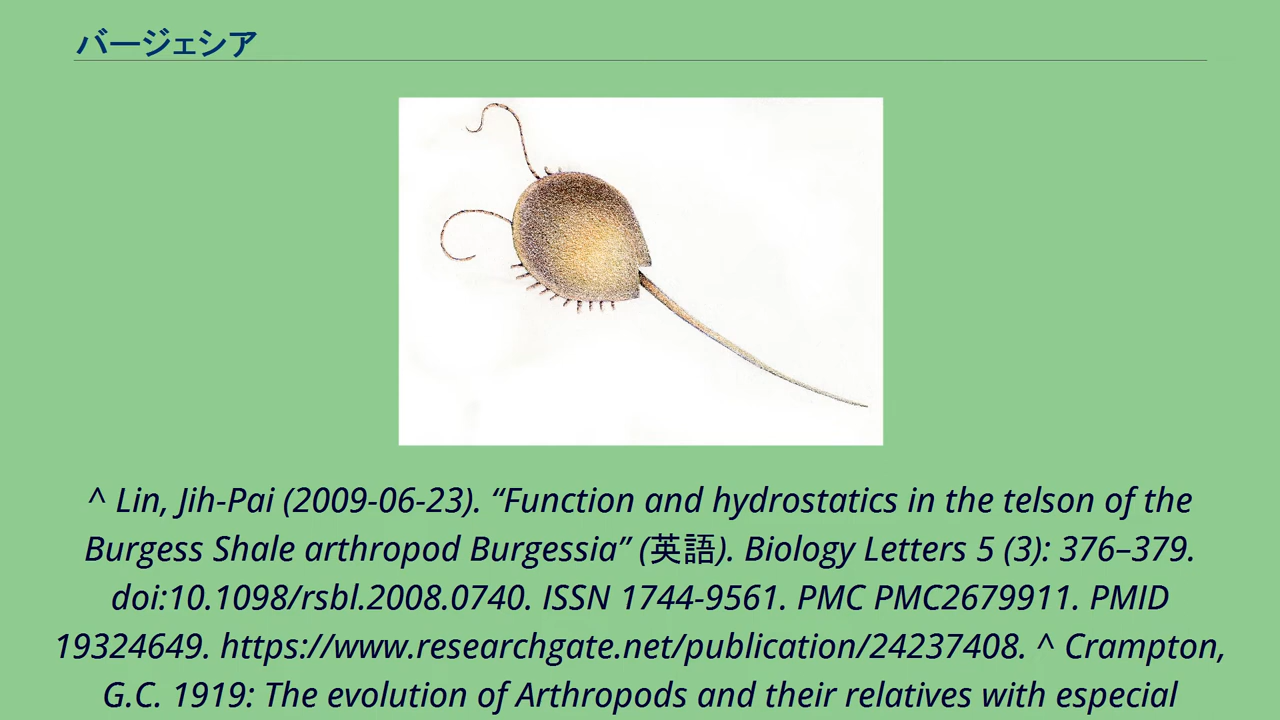 バージェシア
^ Lin, Jih-Pai (2009-06-23). “Function and hydrostatics in the telson of the
Burgess Shale arthropod Burgessia” (英語). Biology Letters 5 (3): 376–379.
doi:10.1098/rsbl.2008.0740. ISSN 1744-9561. PMC PMC2679911. PMID
19324649. https://www.researchgate.net/publication/24237408. ^ Crampton,
G.C. 1919: The evolution of Arthropods and their relatives with especial